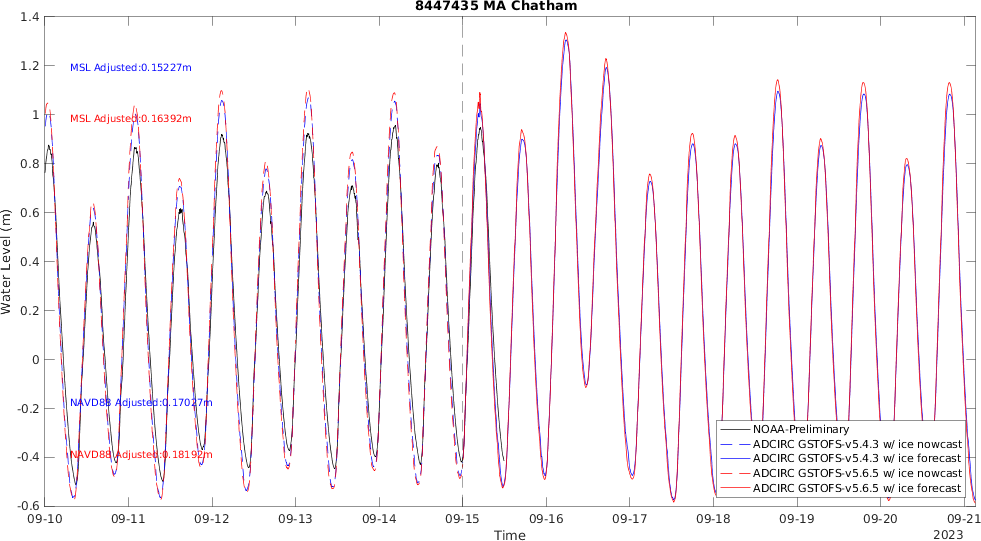 8447435 MA Chatham
1.4
1.2
1
0.8
0.6
0.4
0.2
0
-0.2
-0.4
-0.6
Water Level (m)
MSL Adjusted:0.15227m
MSL Adjusted:0.16392m
NAVD88 Adjusted:0.17027m
NAVD88 Adjusted:0.18192m
NOAA-Preliminary
ADCIRC GSTOFS-v5.4.3 w/ ice nowcast
ADCIRC GSTOFS-v5.4.3 w/ ice forecast
ADCIRC GSTOFS-v5.6.5 w/ ice nowcast
ADCIRC GSTOFS-v5.6.5 w/ ice forecast
09-10 09-11 09-12 09-13 09-14 09-15 09-16 09-17 09-18 09-19 09-20 09-21
Time
2023